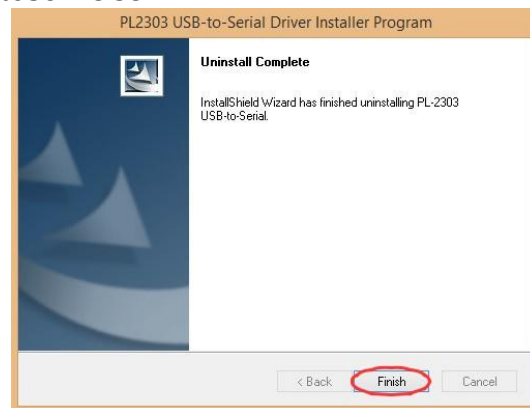 PL2303 USB-to-Serial Driver Installer Program
Uninstall Complete
InstallShield Wizard has finished uninstalling PL-2303
USB-to-Serial.
< Back
Finish
Cancel